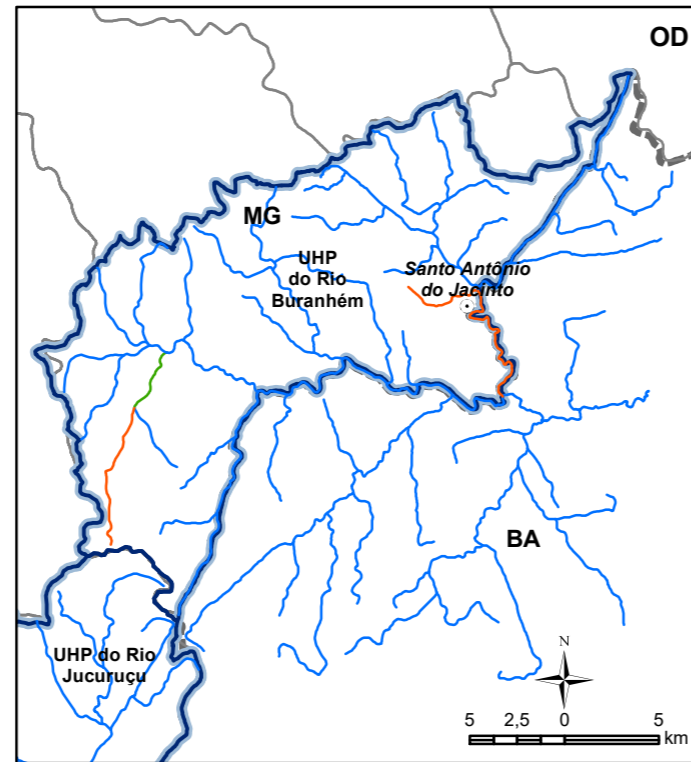 OD
MG
UHP
do Rio
Buranhém
Santo Antônio
do Jacinto
BA
UHP do Rio
Jucuruçu
N
5 2,5 0 5
km